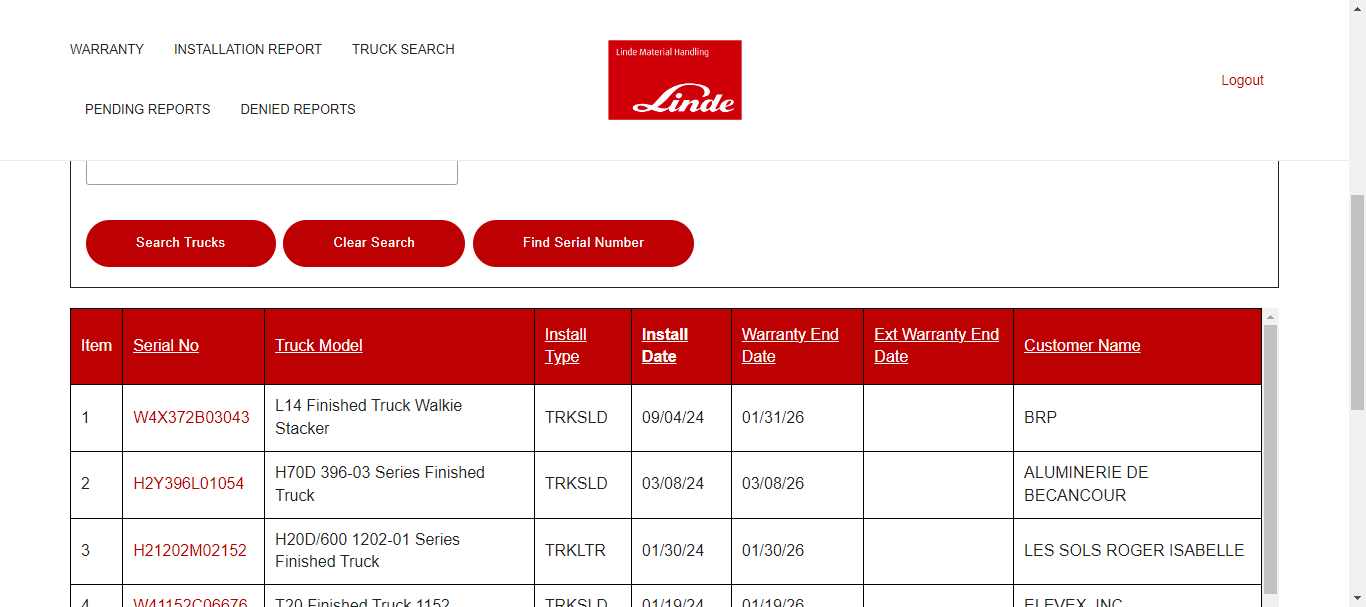 WARRANTY INSTALLATION REPORT TRUCK SEARCH
Linde Material Handling
Linde
Logout
PENDING REPORTS DENIED REPORTS
Search Trucks Clear Search Find Serial Number
Item Serial No Truck Model Install Type Install Date Warranty End Date Ext Warranty End Date Customer Name
1 W4X372B03043 L14 Finished Truck Walkie Stacker TRKSLD 09/04/24 01/31/26 BRP
2 H2Y396L01054 H70D 396-03 Series Finished Truck TRKSLD 03/08/24 03/08/26 ALUMINERIE DE BECANCOUR
3 H21202M02152 H20D/600 1202-01 Series Finished Truck TRKLTR 01/30/24 01/30/26 LES SOLS ROGER ISABELLE
4 W41152C06676 T20 Finished Truck 1152 TRKSLD 01/19/24 01/19/26 ELEVEX, INC